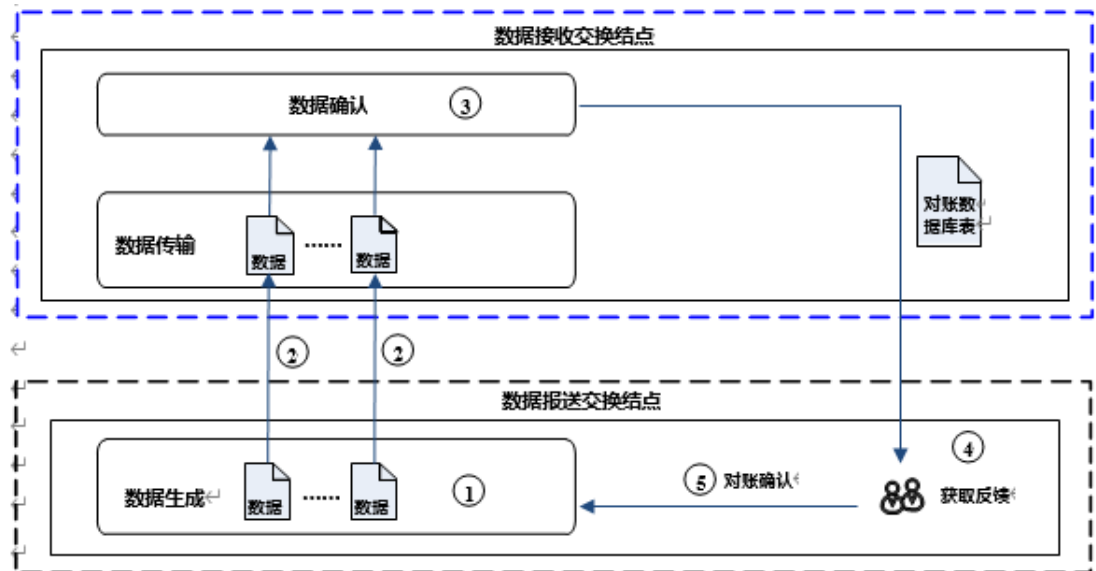 数据接收交换结点
数据确认 ③
数据传输
数据 …… 数据
对账数
据库表
② ②
数据报送交换结点
数据生成
数据 …… 数据
①
⑤ 对账确认
④
获取反馈